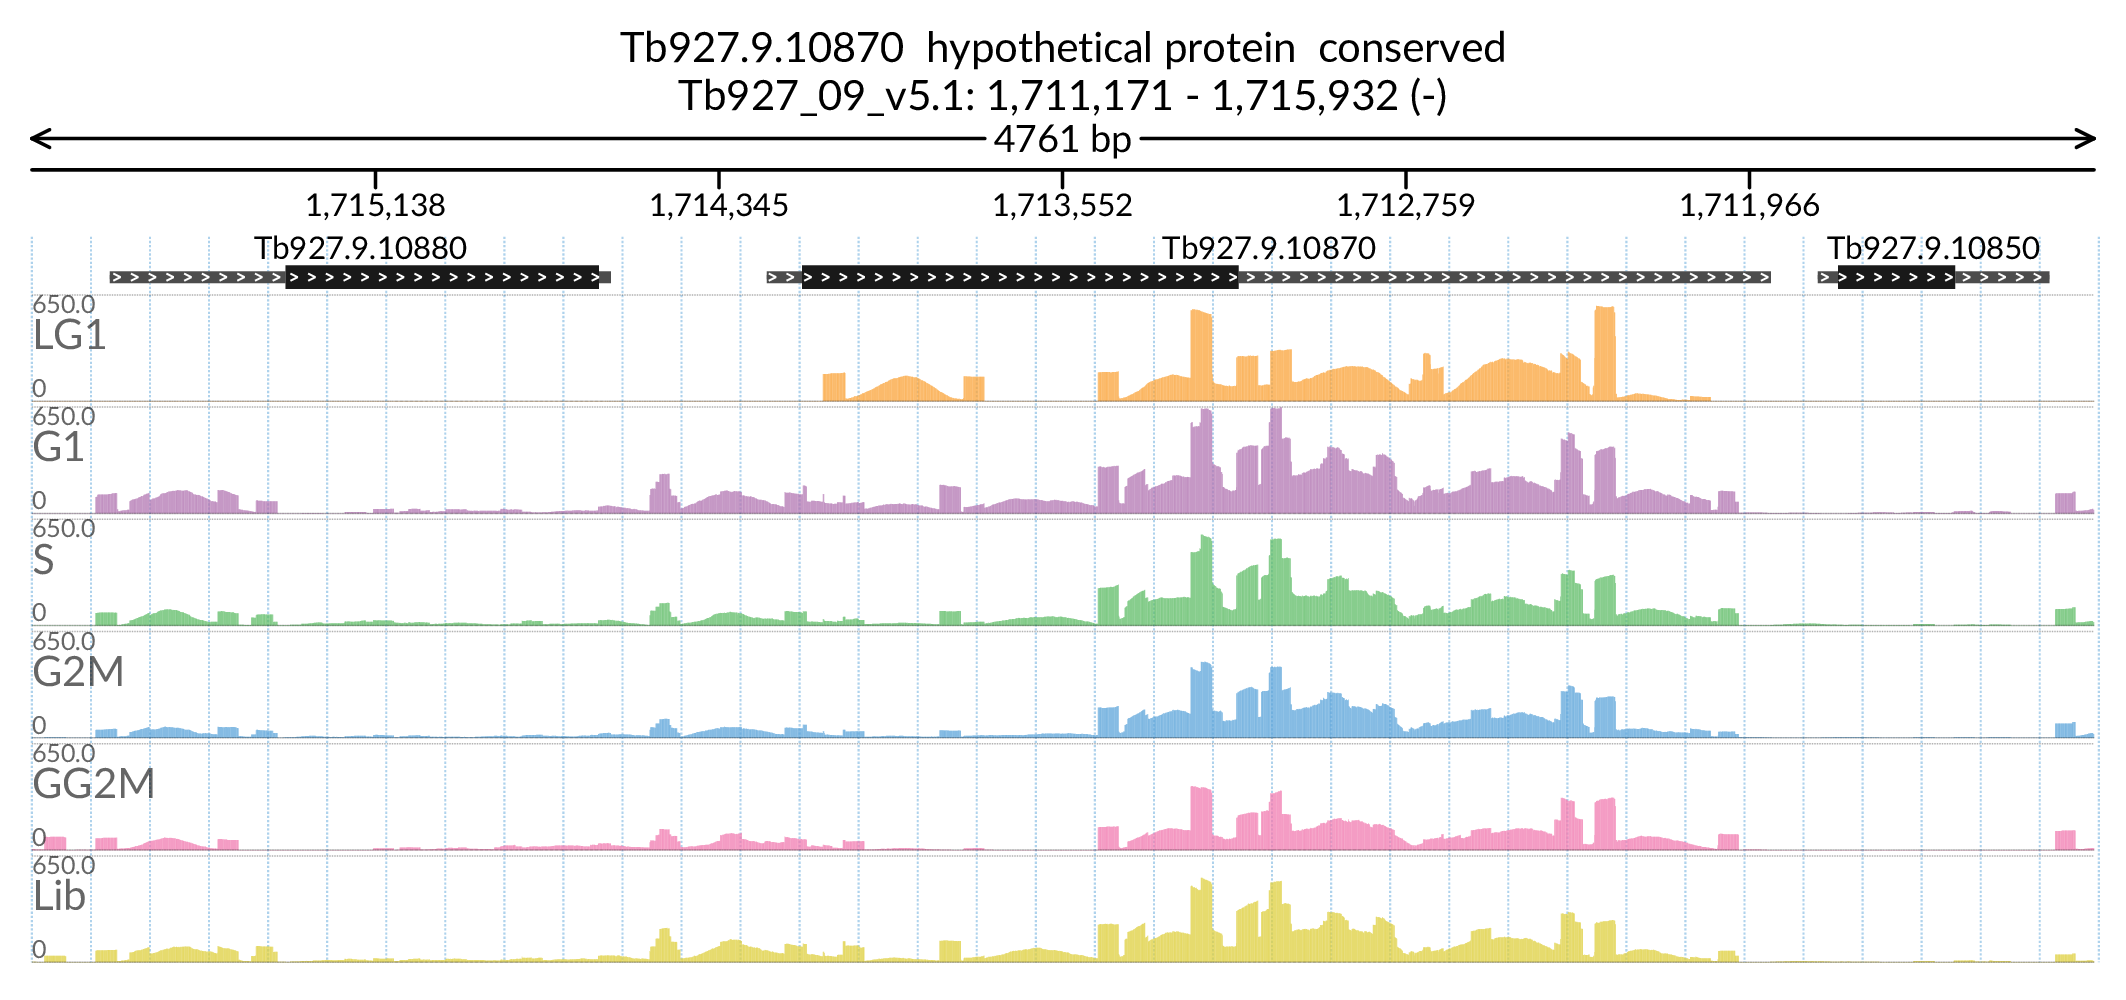 Tb927.9.10870 hypothetical protein conserved
Tb927_09_v5.1: 1,711,171 - 1,715,932 (-)
4761 bp
1,715,138 1,714,345 1,713,552 1,712,759 1,711,966
Tb927.9.10880 Tb927.9.10870 Tb927.9.10850
650.0
LG1
0
650.0
G1
0
650.0
S
0
650.0
G2M
0
650.0
GG2M
0
650.0
Lib
0